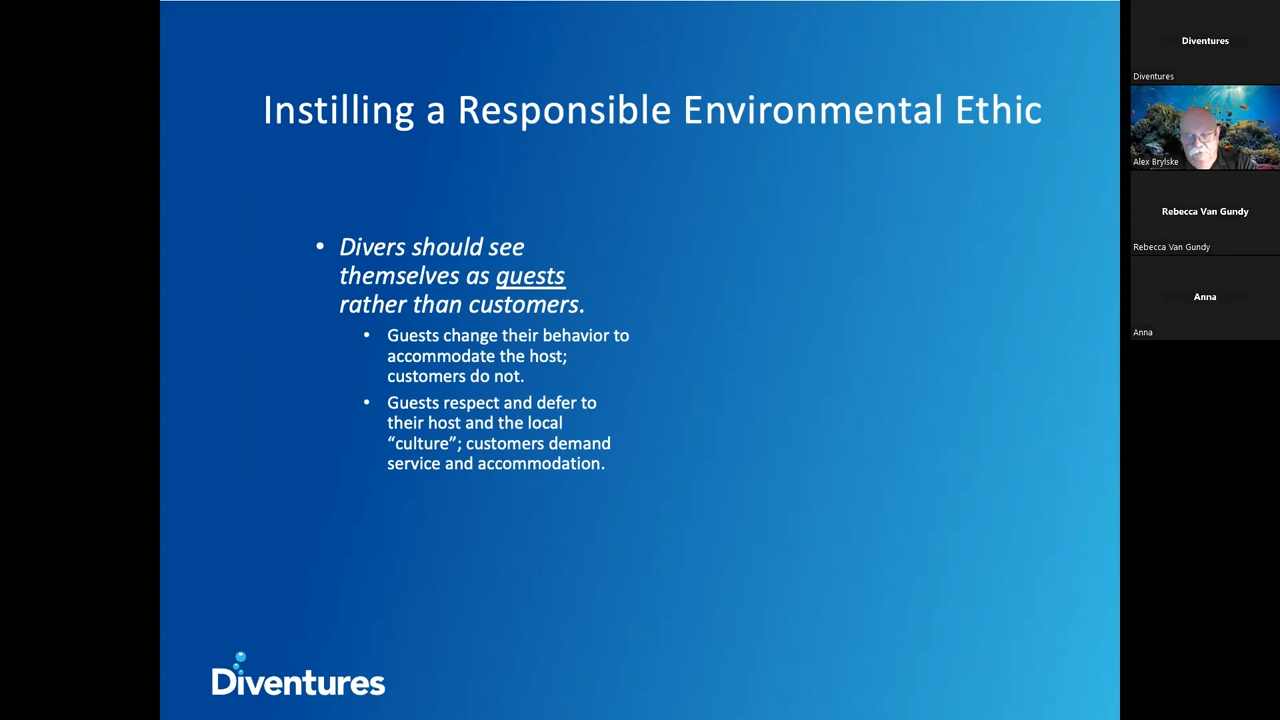 Instilling a Responsible Environmental Ethic
• Divers should see
themselves as guests
rather than customers.
• Guests change their behavior to
accommodate the host;
customers do not.
• Guests respect and defer to
their host and the local
“culture”; customers demand
service and accommodation.
Diventures
Diventures
Diventures
Alex Brylske
Rebecca Van Gundy
Rebecca Van Gundy
Anna
Anna